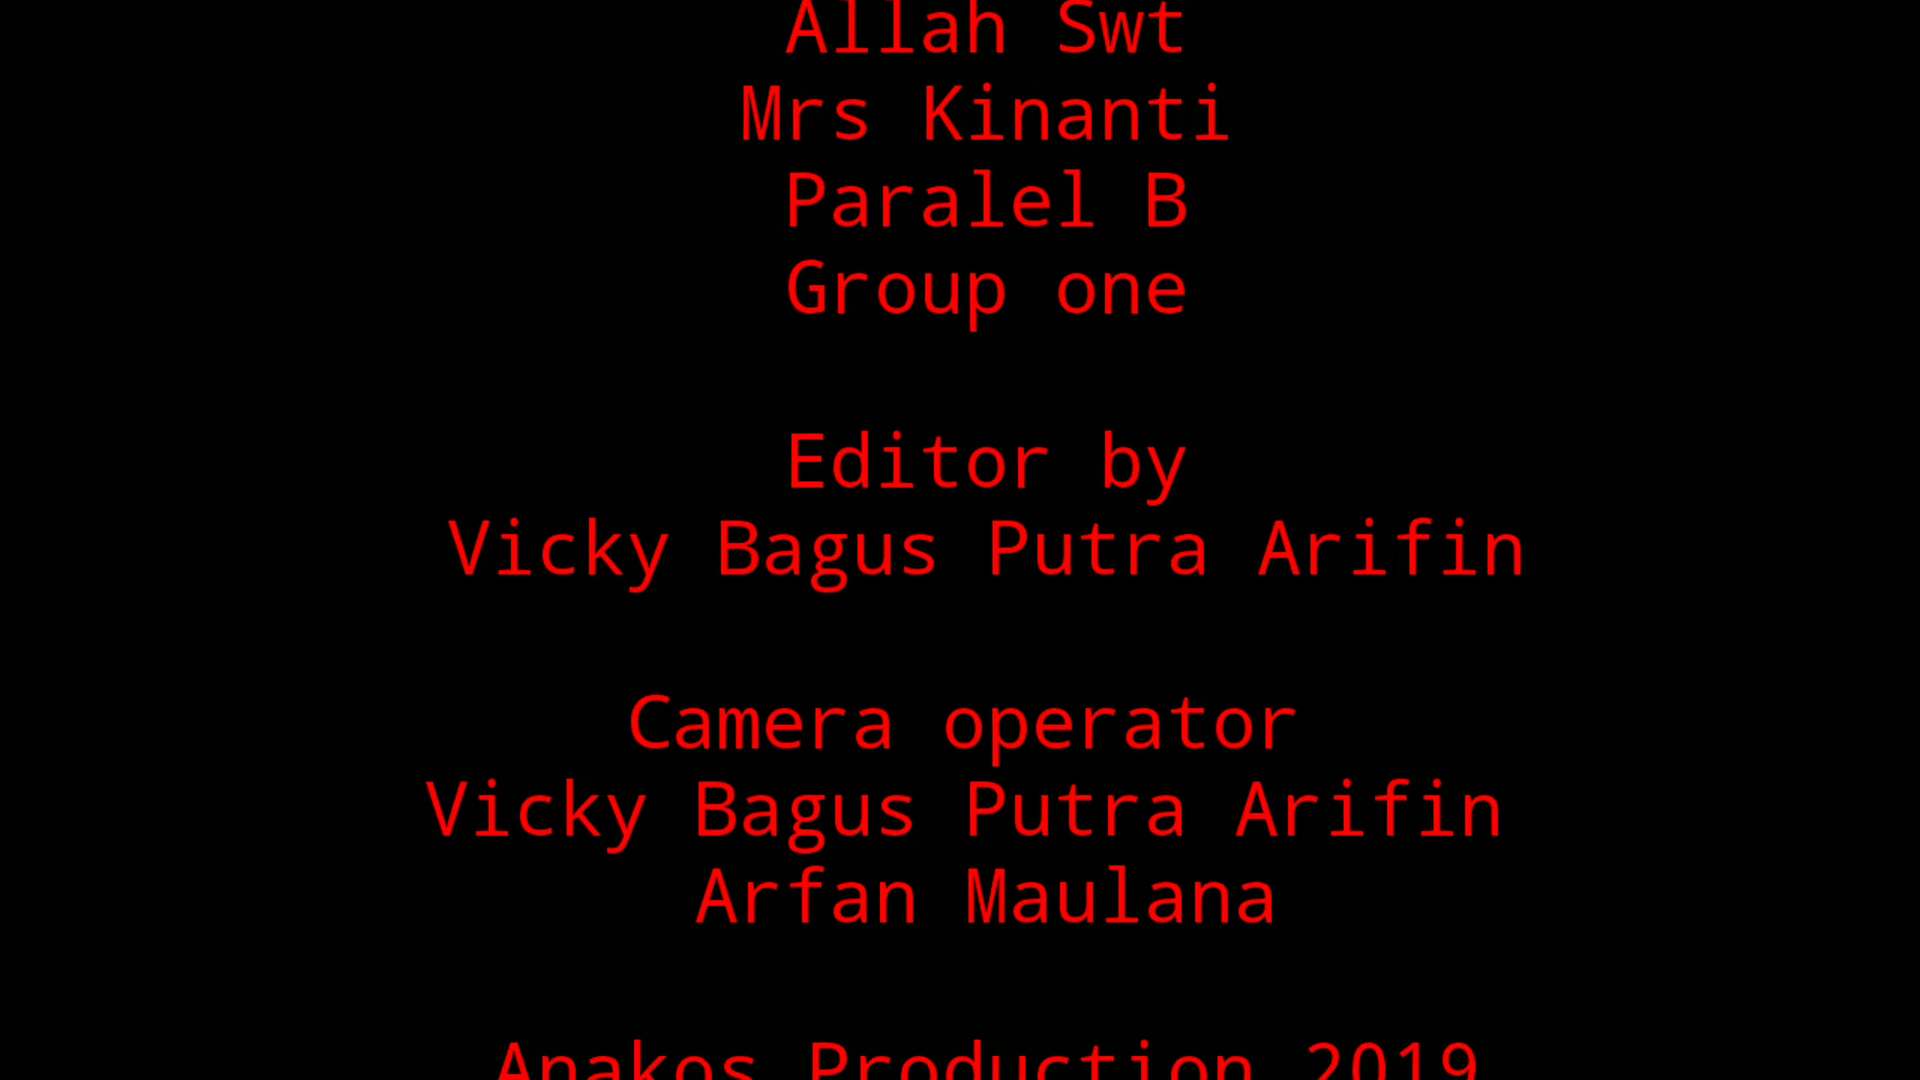 Allah Swt
Mrs Kinanti
Paralel B
Group one
Editor by
Vicky Bagus Putra Arifin
Camera operator
Vicky Bagus Putra Arifin
Arfan Maulana
Anakos Production 2019